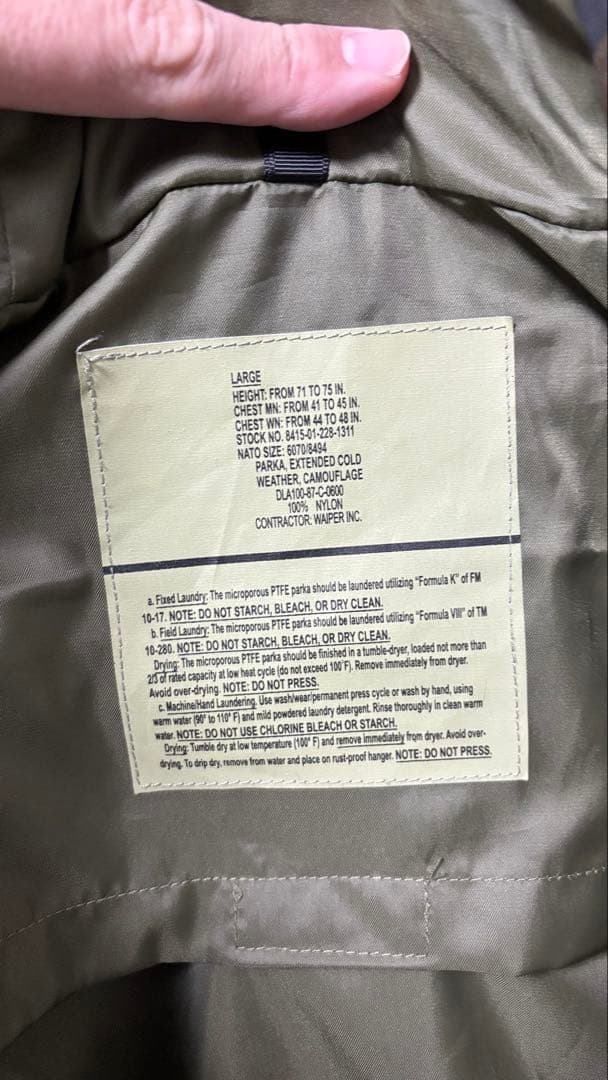 LARGE
HEIGHT: FROM 71 TO 75 IN.
CHEST MN: FROM 41 TO 45 IN.
CHEST WN: FROM 44 TO 48 IN.
STOCK NO. 8415-01-228-1311
NATO SIZE: 6070/8494
PARKA, EXTENDED COLD
WEATHER, CAMOUFLAGE
DLA100-87-C-0600
100% NYLON
CONTRACTOR: WAIPER INC.
a. Fixed Laundry: The microporous PTFE parka should be laundered utilizing "Formula K" of FM
10-17. NOTE: DO NOT STARCH, BLEACH, OR DRY CLEAN.
b. Field Laundry: The microporous PTFE parka should be laundered utilizing "Formula VIII" of TM
10-280. NOTE: DO NOT STARCH, BLEACH, OR DRY CLEAN.
Drying: The microporous PTFE parka should be finished in a tumble-dryer, loaded not more than
2/3 of rated capacity at low heat cycle (do not exceed 100°F). Remove immediately from dryer.
Avoid over-drying. NOTE: DO NOT PRESS.
c. Machine/Hand Laundering. Use wash/wear/permanent press cycle or wash by hand, using
warm water (90° to 110° F) and mild powdered laundry detergent. Rinse thoroughly in clean warm
water. NOTE: DO NOT USE CHLORINE BLEACH OR STARCH.
Drying: Tumble dry at low temperature (100° F) and remove immediately from dryer. Avoid over-
drying. To drip dry, remove from water and place on rust-proof hanger. NOTE: DO NOT PRESS.